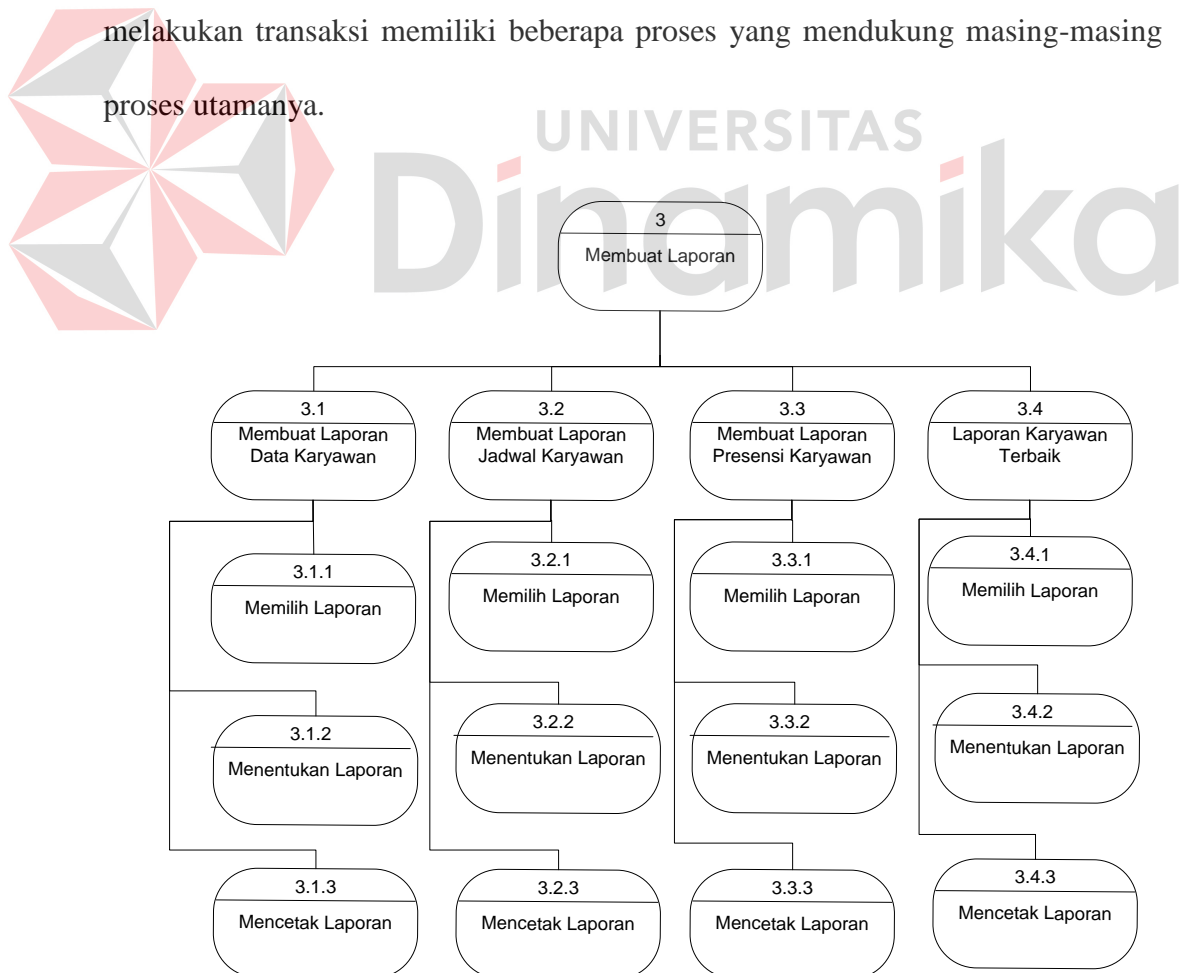 melakukan transaksi memiliki beberapa proses yang mendukung masing-masing
proses utamanya.
UNIVERSITAS
Dinamika
3
Membuat Laporan
3.1
Membuat Laporan
Data Karyawan
3.2
Membuat Laporan
Jadwal Karyawan
3.3
Membuat Laporan
Presensi Karyawan
3.4
Laporan Karyawan
Terbaik
3.1.1
Memilih Laporan
3.2.1
Memilih Laporan
3.3.1
Memilih Laporan
3.4.1
Memilih Laporan
3.1.2
Menentukan Laporan
3.2.2
Menentukan Laporan
3.3.2
Menentukan Laporan
3.4.2
Menentukan Laporan
3.1.3
Mencetak Laporan
3.2.3
Mencetak Laporan
3.3.3
Mencetak Laporan
3.4.3
Mencetak Laporan